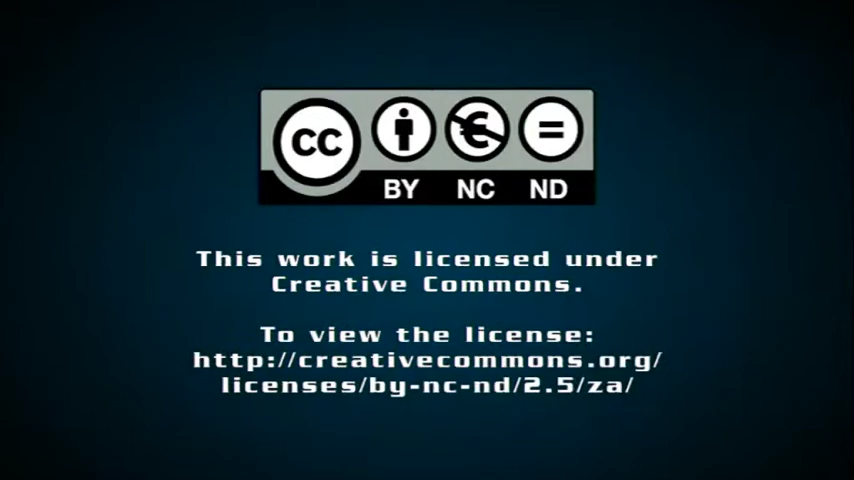 CC
BY NC ND
This work is licensed under
Creative Commons.
To view the license:
http://creativecommons.org/
licenses/by-nc-nd/2.5/za/